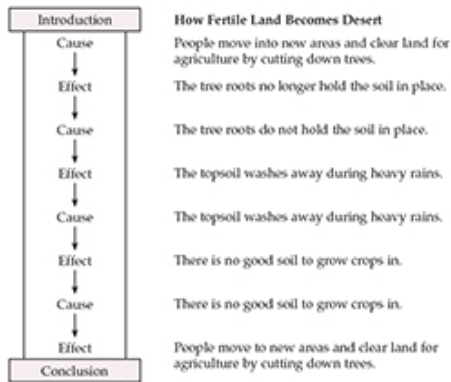 Introduction
How Fertile Land Becomes Desert
Cause
People move into new areas and clear land for
agriculture by cutting down trees.
Effect
The tree roots no longer hold the soil in place.
Cause
The tree roots do not hold the soil in place.
Effect
The topsoil washes away during heavy rains.
Cause
The topsoil washes away during heavy rains.
Effect
There is no good soil to grow crops in.
Cause
There is no good soil to grow crops in.
Effect
People move to new areas and clear land for
agriculture by cutting down trees.
Conclusion